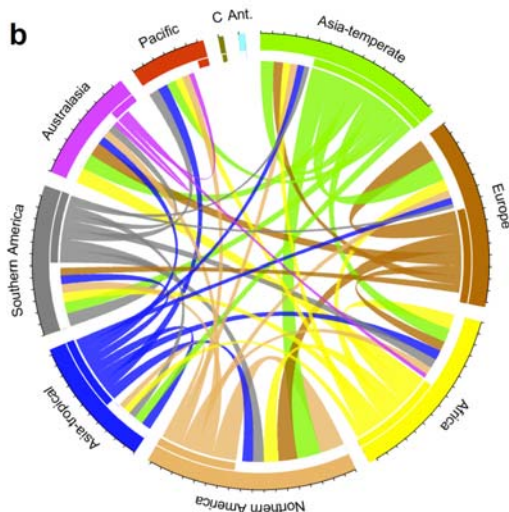 b
C Ant.
Pacific
Asia-temperate
Australasia
Europe
Southern America
Africa
Asia-tropical
Northern America